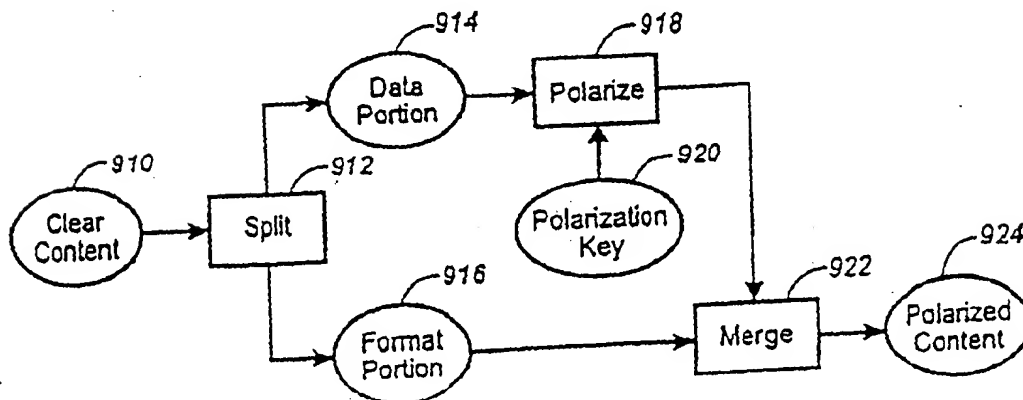 914
Data
Portion
918
Polarize
910
Clear
Content
912
Split
920
Polarization
Key
916
Format
Portion
922
Merge
924
Polarized
Content